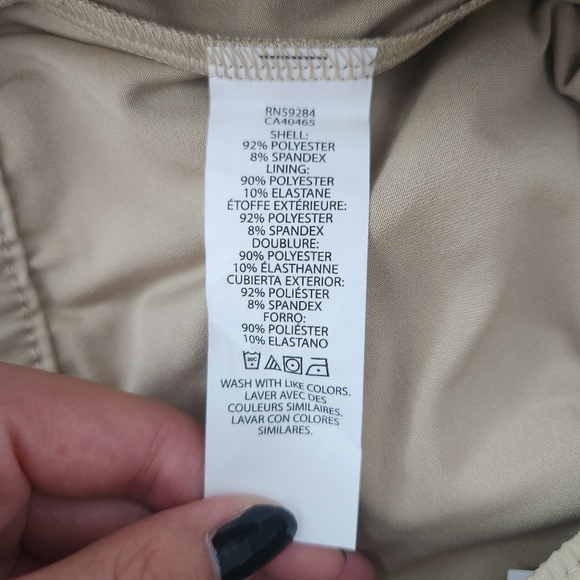 RN59284
CA40465
SHELL:
92% POLYESTER
8% SPANDEX
LINING:
90% POLYESTER
10% ELASTANE
ÉTOFFE EXTÉRIEURE:
92% POLYESTER
8% SPANDEX
DOUBLURE:
90% POLYESTER
10% ÉLASTHANNE
CUBIERTA EXTERIOR:
92% POLIÉSTER
8% SPANDEX
FORRO:
90% POLIÉSTER
10% ELASTANO
30C
WASH WITH LIKE COLORS.
LAVER AVEC DES
COULEURS SIMILAIRES.
LAVAR CON COLORES
SIMILARES.